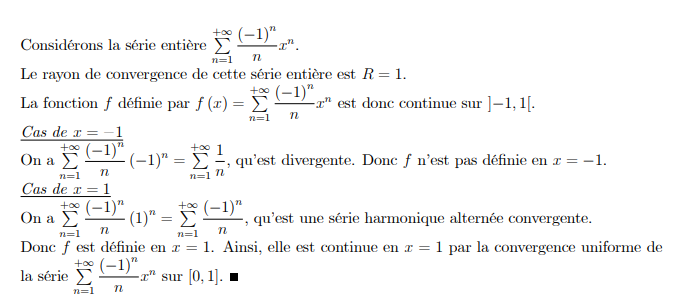 Considérons la série entière $\sum_{n=1}^{+\infty} \frac{(-1)^n}{n} x^n$.
Le rayon de convergence de cette série entière est $R = 1$.
La fonction $f$ définie par $f(x) = \sum_{n=1}^{+\infty} \frac{(-1)^n}{n} x^n$ est donc continue sur $]-1, 1[$.
Cas de $x = -1$
On a $\sum_{n=1}^{+\infty} \frac{(-1)^n}{n} (-1)^n = \sum_{n=1}^{+\infty} \frac{1}{n}$, qu'est divergente. Donc $f$ n'est pas définie en $x = -1$.
Cas de $x = 1$
On a $\sum_{n=1}^{+\infty} \frac{(-1)^n}{n} (1)^n = \sum_{n=1}^{+\infty} \frac{(-1)^n}{n}$, qu'est une série harmonique alternée convergente.
Donc $f$ est définie en $x = 1$. Ainsi, elle est continue en $x = 1$ par la convergence uniforme de
la série $\sum_{n=1}^{+\infty} \frac{(-1)^n}{n} x^n$ sur $[0, 1]$. ■